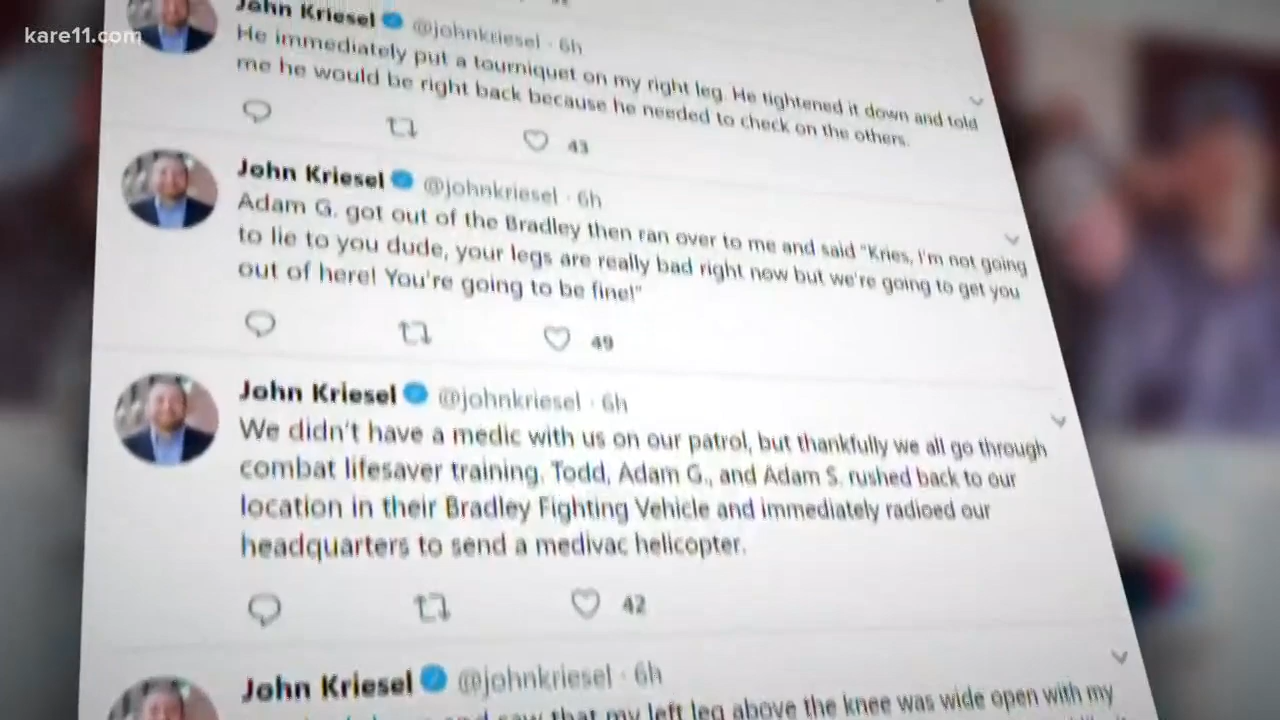 kare11.com
John Kriesel @johnkriesel · 6h
He immediately put a tourniquet on my right leg. He tightened it down and told
me he would be right back because he needed to check on the others.
43
John Kriesel @johnkriesel · 6h
Adam G. got out of the Bradley then ran over to me and said "Kries, I'm not going
to lie to you dude, your legs are really bad right now but we're going to get you
out of here! You're going to be fine!"
49
John Kriesel @johnkriesel · 6h
We didn't have a medic with us on our patrol, but thankfully we all go through
combat lifesaver training. Todd, Adam G., and Adam S. rushed back to our
location in their Bradley Fighting Vehicle and immediately radioed our
headquarters to send a medivac helicopter.
42
John Kriesel @johnkriesel · 6h
and saw that my left leg above the knee was wide open with my